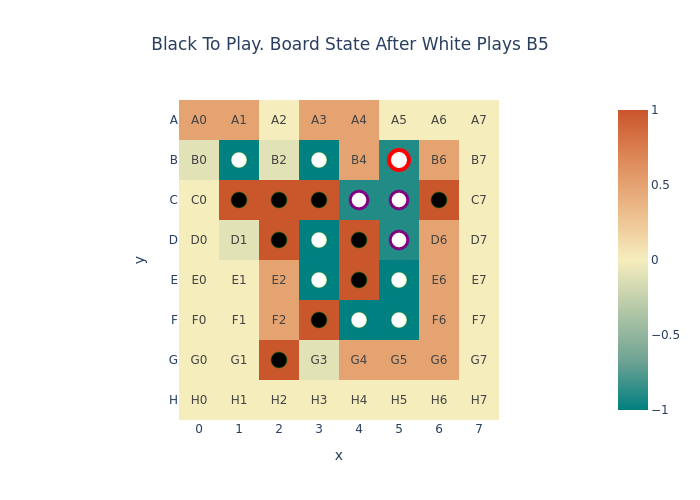 Black To Play. Board State After White Plays B5
A A0 A1 A2 A3 A4 A5 A6 A7
B B0 B2 B4 B6 B7
C C0 C7
D D0 D1 D6 D7
E E0 E1 E2 E6 E7
F F0 F1 F2 F6 F7
G G0 G1 G3 G4 G5 G6 G7
H H0 H1 H2 H3 H4 H5 H6 H7
0 1 2 3 4 5 6 7
x
y
1
0.5
0
−0.5
−1